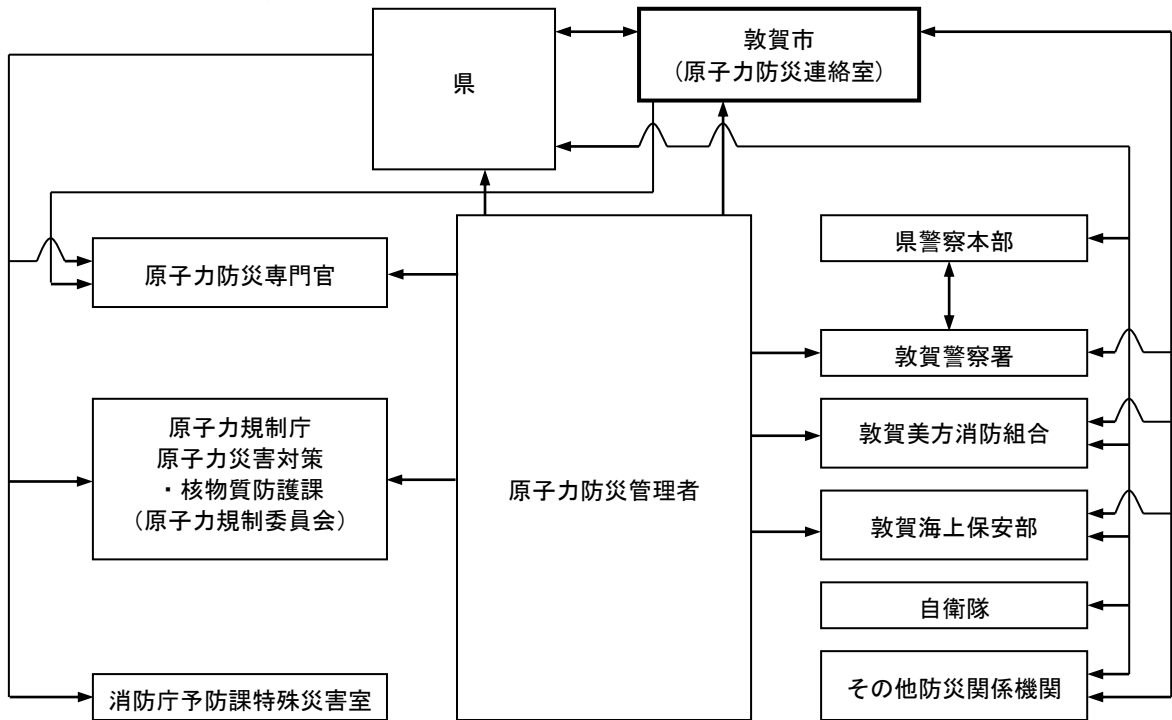 県
敦賀市
(原子力防災連絡室)
原子力防災専門官
県警察本部
敦賀警察署
原子力規制庁
原子力災害対策
・核物質防護課
(原子力規制委員会)
原子力防災管理者
敦賀美方消防組合
敦賀海上保安部
自衛隊
消防庁予防課特殊災害室
その他防災関係機関